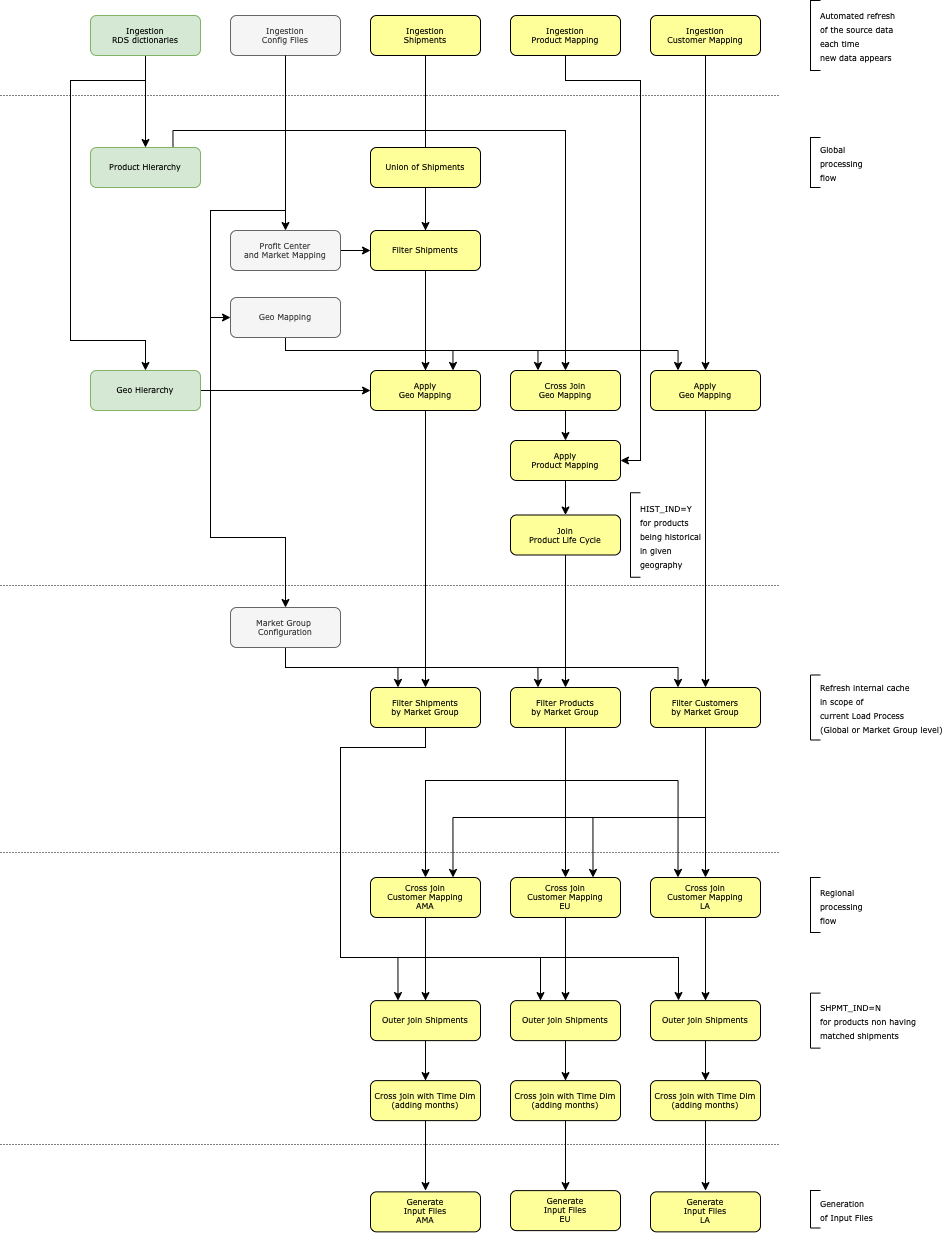 Ingestion
RDS dictionaries
Ingestion
Config Files
Ingestion
Shipments
Ingestion
Product Mapping
Ingestion
Customer Mapping
Automated refresh
of the source data
each time
new data appears
Product Hierarchy
Union of Shipments
Global
processing
flow
Profit Center
and Market Mapping
Filter Shipments
Geo Mapping
Geo Hierarchy
Apply
Geo Mapping
Cross Join
Geo Mapping
Apply
Geo Mapping
Apply
Product Mapping
Join
Product Life Cycle
HIST_IND=Y
for products
being historical
in given
geography
Market Group
Configuration
Filter Shipments
by Market Group
Filter Products
by Market Group
Filter Customers
by Market Group
Refresh internal cache
in scope of
current Load Process
(Global or Market Group level)
Cross join
Customer Mapping
AMA
Cross join
Customer Mapping
EU
Cross join
Customer Mapping
LA
Regional
processing
flow
Outer join Shipments
Outer join Shipments
Outer join Shipments
SHPMT_IND=N
for products non having
matched shipments
Cross join with Time Dim
(adding months)
Cross join with Time Dim
(adding months)
Cross join with Time Dim
(adding months)
Generate
Input Files
AMA
Generate
Input Files
EU
Generate
Input Files
LA
Generation
of Input Files